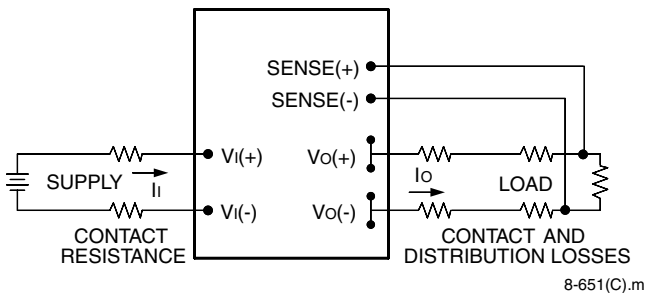 SENSE(+)
SENSE(-)
VI(+)
VO(+)
IO
SUPPLY
II
LOAD
VI(-)
VO(-)
CONTACT
RESISTANCE
CONTACT AND
DISTRIBUTION LOSSES
8-651(C).m